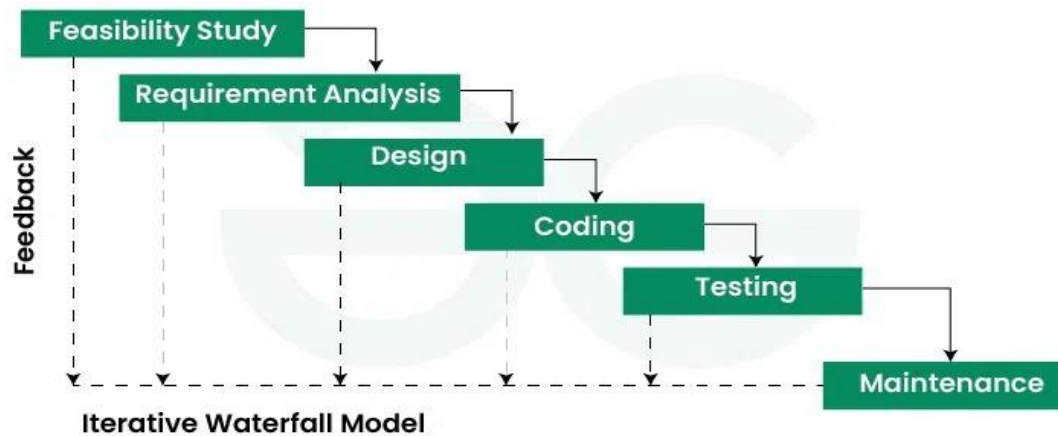 Feasibility Study
Requirement Analysis
Design
Coding
Testing
Maintenance
Feedback
Iterative Waterfall Model